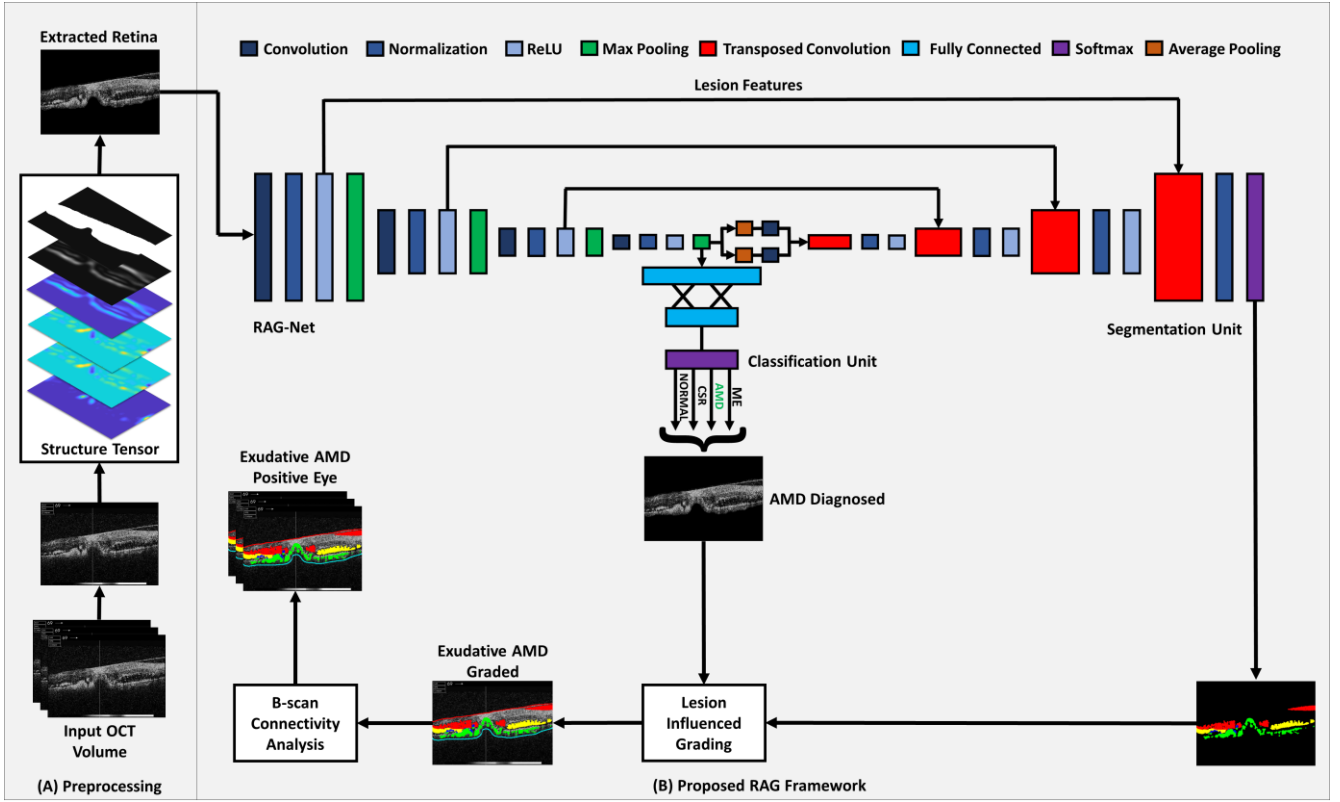 Extracted Retina
Convolution
Normalization
ReLU
Max Pooling
Transposed Convolution
Fully Connected
Softmax
Average Pooling
Lesion Features
RAG-Net
Segmentation Unit
Classification Unit
NORMAL
CSR
AMD
ME
Structure Tensor
Exudative AMD
Positive Eye
AMD Diagnosed
Exudative AMD
Graded
B-scan
Connectivity
Analysis
Lesion
Influenced
Grading
Input OCT
Volume
(A) Preprocessing
(B) Proposed RAG Framework